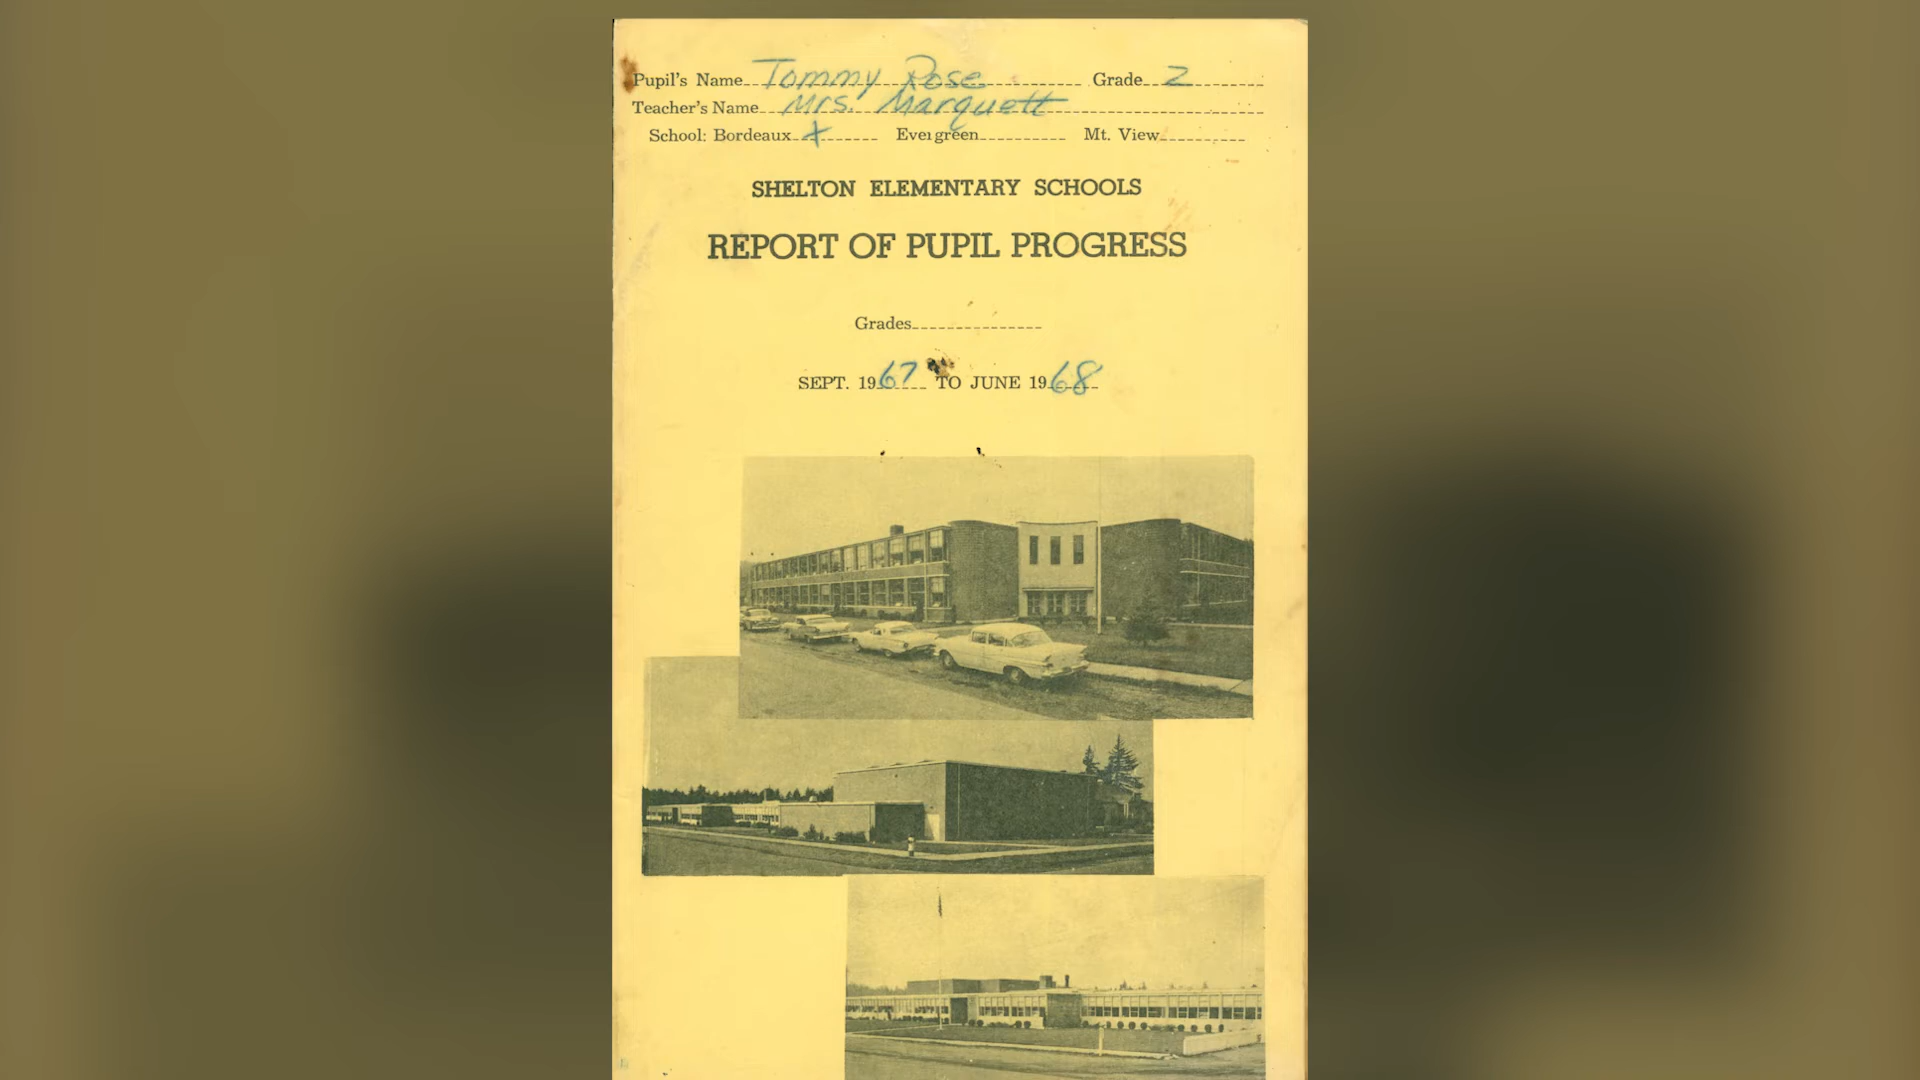 Pupil's Name Tommy Rose Grade 2
Teacher's Name Mrs. Marquett
School: Bordeaux X Evergreen Mt. View
SHELTON ELEMENTARY SCHOOLS
REPORT OF PUPIL PROGRESS
Grades
SEPT. 1967 TO JUNE 1968